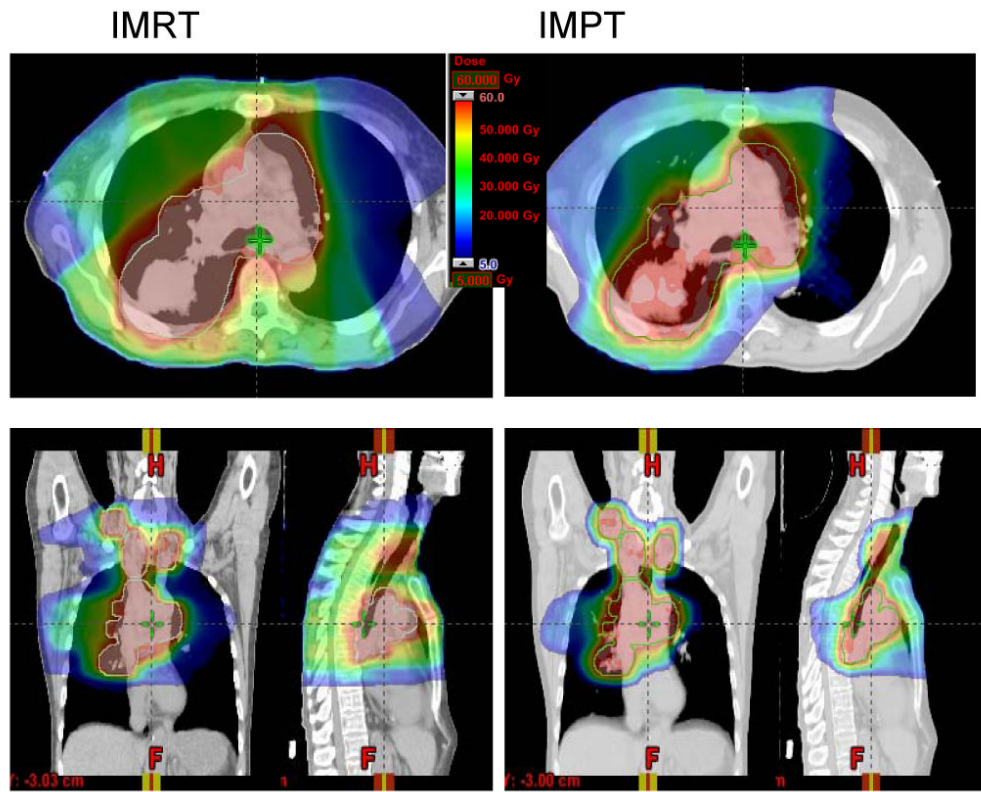 IMRT
IMPT
Dose
60.000 Gy
60.0
50.000 Gy
40.000 Gy
30.000 Gy
20.000 Gy
5.0
5.000 Gy
H
H
H
H
F
F
F
F
Y: -3.03 cm
Y: -3.00 cm